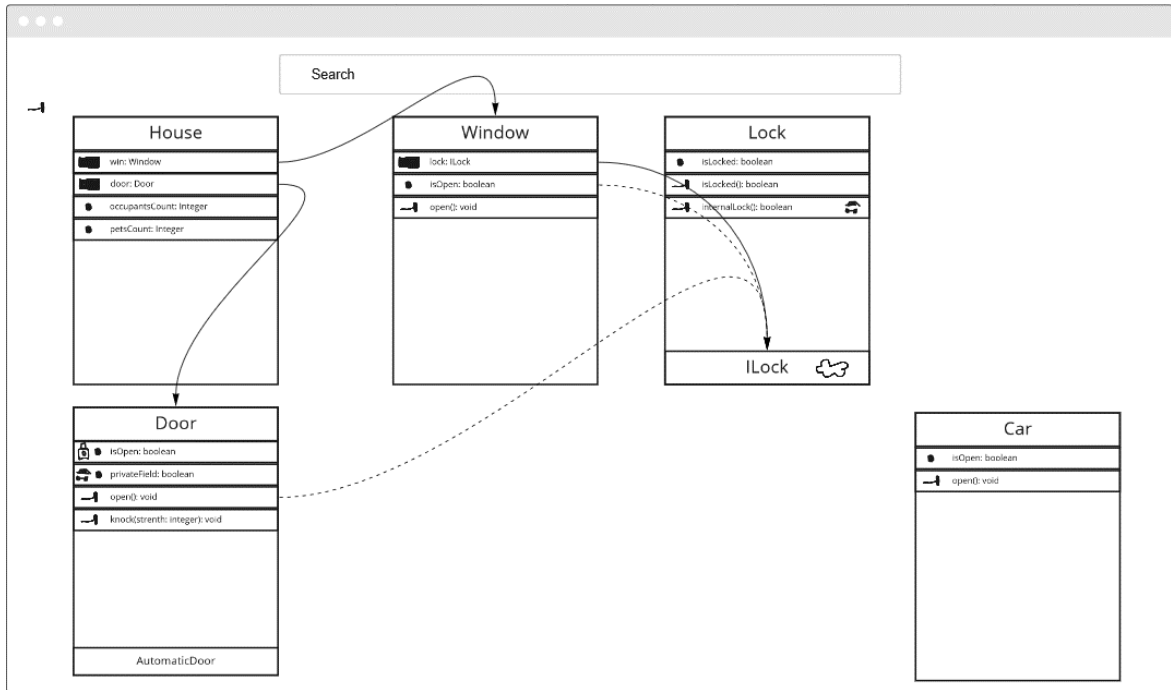 Search
House
win: Window
door: Door
occupantsCount: Integer
petsCount: Integer
Window
lock: ILock
isOpen: boolean
open(): void
Lock
isLocked: boolean
isLocked(): boolean
internalLock(): boolean
ILock
Door
isOpen: boolean
privateField: boolean
open(): void
knock(strenth: integer): void
AutomaticDoor
Car
isOpen: boolean
open(): void